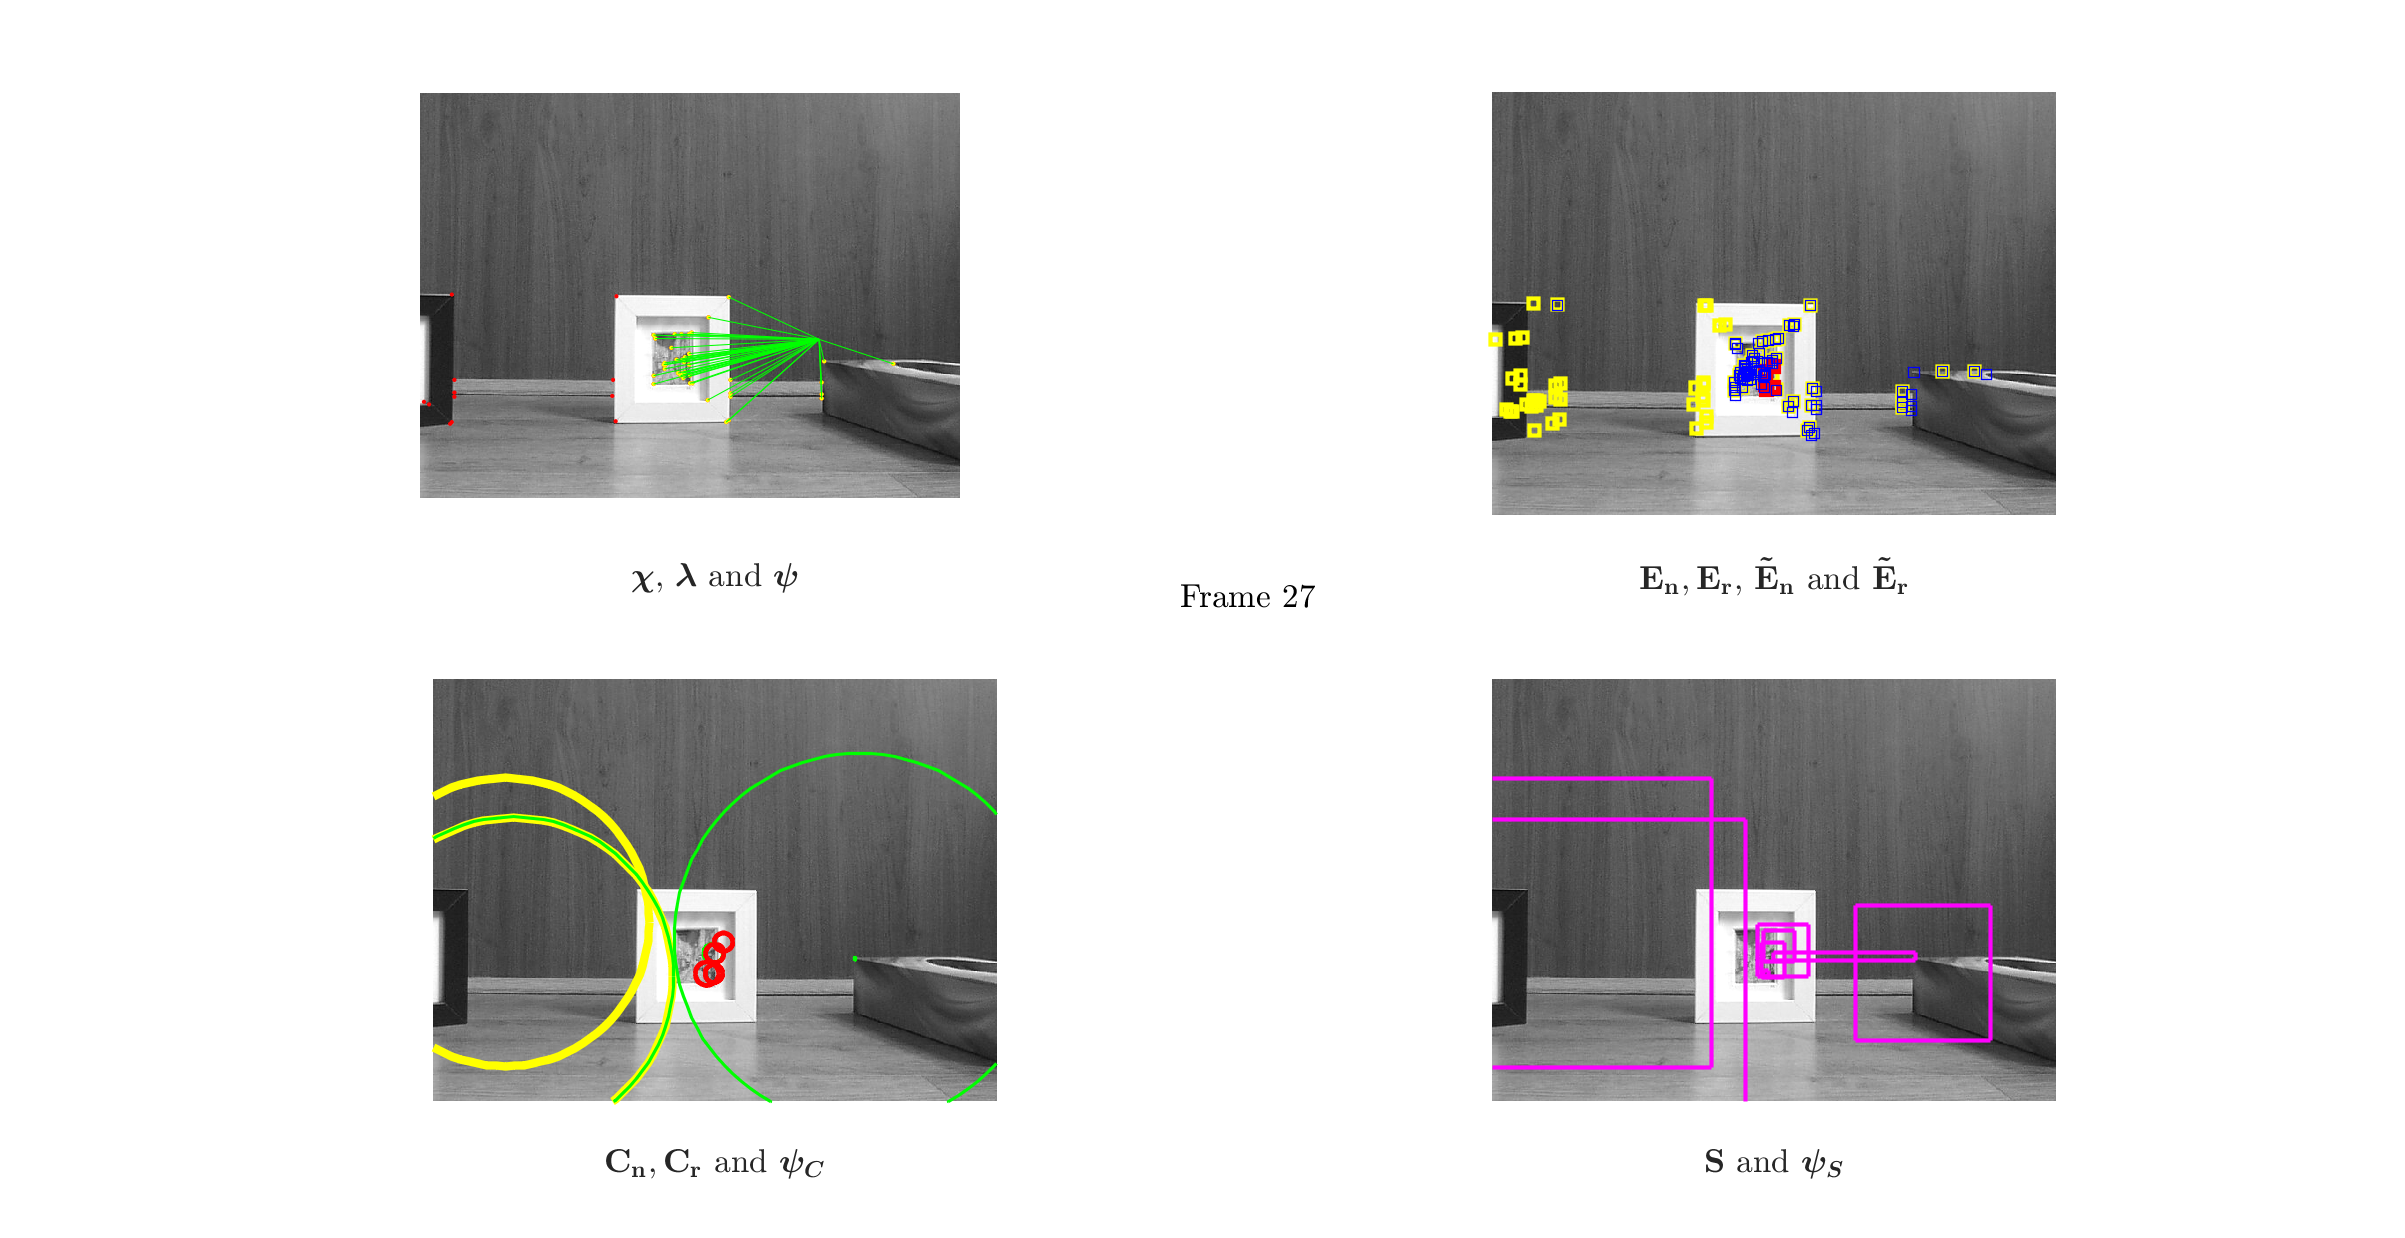 χ, λ and ψ
Eₙ, Eᵣ, Ẽₙ and Ẽᵣ
Frame 27
Cₙ, Cᵣ and ψ_C
S and ψ_S